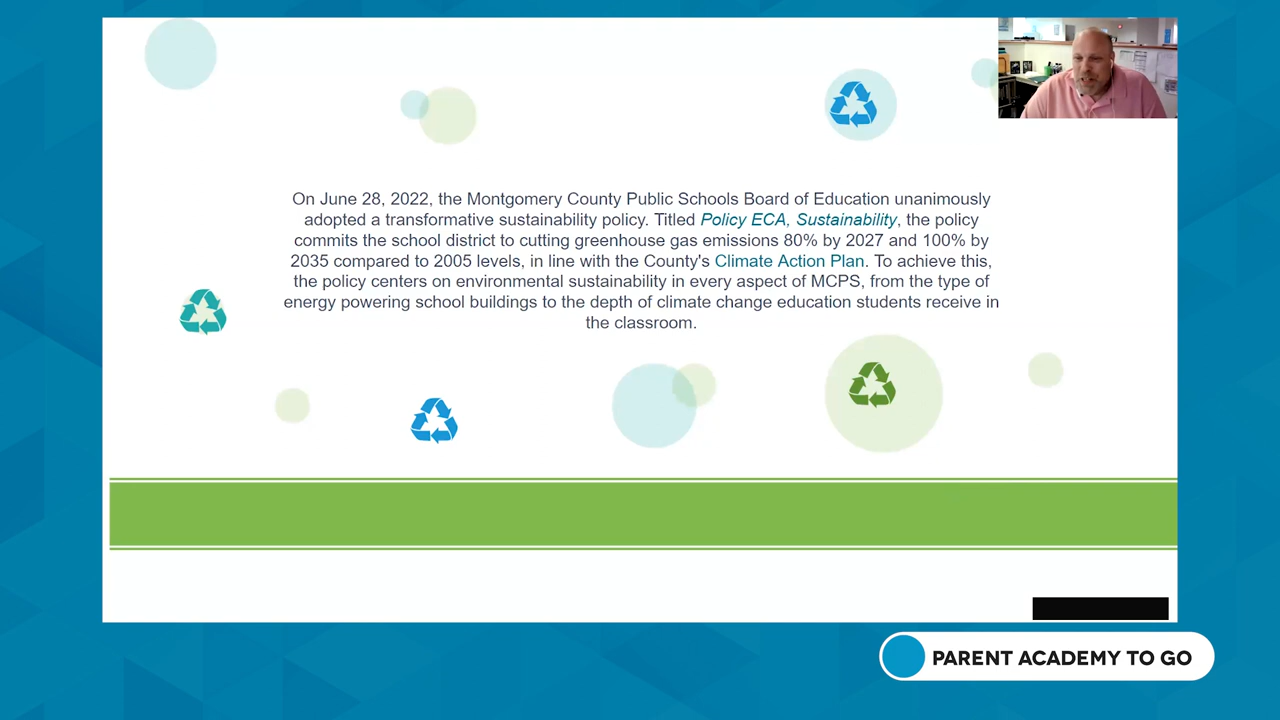 On June 28, 2022, the Montgomery County Public Schools Board of Education unanimously
adopted a transformative sustainability policy. Titled Policy ECA, Sustainability, the policy
commits the school district to cutting greenhouse gas emissions 80% by 2027 and 100% by
2035 compared to 2005 levels, in line with the County's Climate Action Plan. To achieve this,
the policy centers on environmental sustainability in every aspect of MCPS, from the type of
energy powering school buildings to the depth of climate change education students receive in
the classroom.
PARENT ACADEMY TO GO